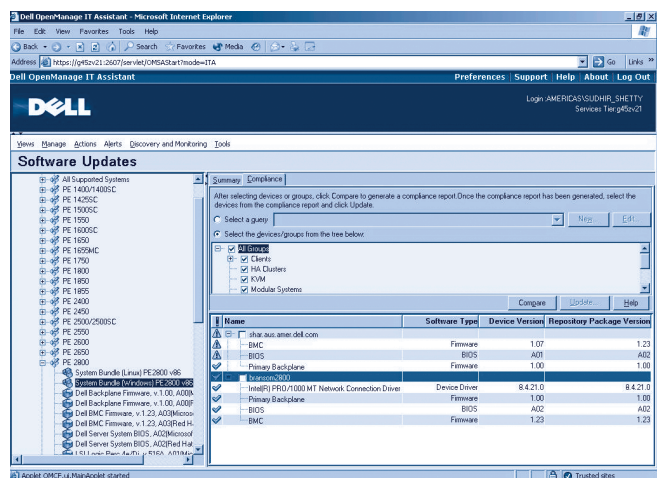 Dell OpenManage IT Assistant - Microsoft Internet Explorer
File Edit View Favorites Tools Help
Back Search Favorites Media
Address https://g45zv21:2607/servlet/OMSAStart?mode=ITA Go Links »
Dell OpenManage IT Assistant Preferences Support Help About Log Out
DELL
Login :AMERICAS\SUDHIR_SHETTY
Services Tier:g45zv21
Views Manage Actions Alerts Discovery and Monitoring Tools
Software Updates
All Supported Systems
PE 1400/1400SC
PE 1425SC
PE 1500SC
PE 1550
PE 1600SC
PE 1650
PE 1655MC
PE 1750
PE 1800
PE 1850
PE 1855
PE 2400
PE 2450
PE 2500/2500SC
PE 2550
PE 2600
PE 2650
PE 2800
System Bundle (Linux) PE2800 v86
System Bundle (Windows) PE2800 v86
Dell Backplane Firmware, v.1.00, A00(M
Dell Backplane Firmware, v.1.00, A00(F
Dell BMC Firmware, v.1.23, A03(Micros
Dell BMC Firmware, v.1.23, A03(Red H
Dell Server System BIOS, A02(Microsof
Dell Server System BIOS, A02(Red Hat
Summary Compliance
After selecting devices or groups, click Compare to generate a compliance report.Once the compliance report has been generated, select the
devices from the compliance report and click Update.
Select a query New... Edit...
Select the devices/groups from the tree below:
All Groups
Clients
HA Clusters
KVM
Modular Systems
Compare Update... Help
Name Software Type Device Version Repository Package Version
shar.aus.amer.dell.com
BMC Firmware 1.07 1.23
BIOS BIOS A01 A02
Primary Backplane Firmware 1.00 1.00
bransom2800
Intel(R) PRO/1000 MT Network Connection Driver Device Driver 8.4.21.0 8.4.21.0
Primary Backplane Firmware 1.00 1.00
BIOS BIOS A02 A02
BMC Firmware 1.23 1.23
Applet OMCF.ui.MainApplet started Trusted sites